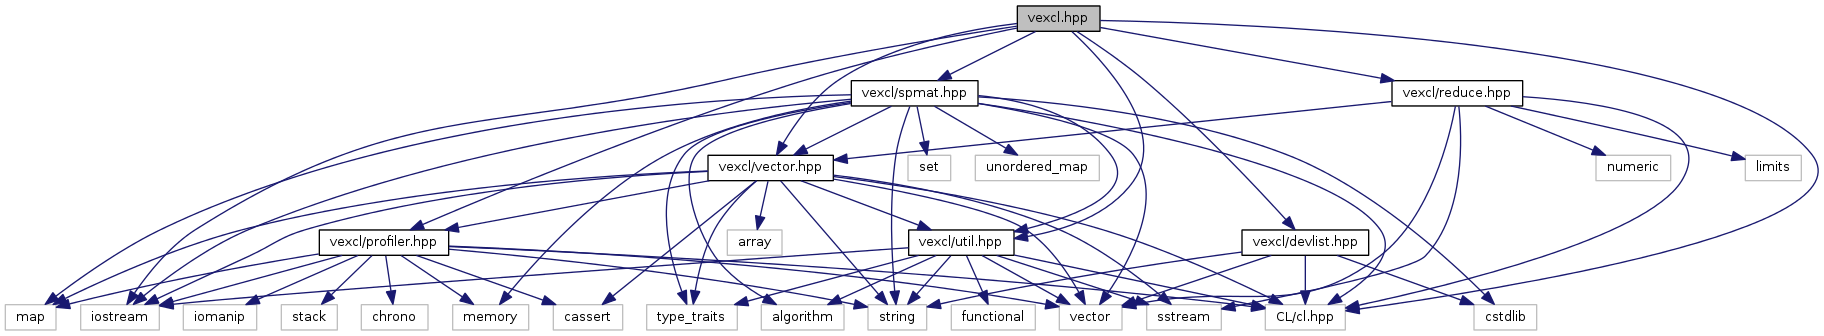 vexcl.hpp
vexcl/spmat.hpp
vexcl/reduce.hpp
vexcl/vector.hpp
set
unordered_map
numeric
limits
vexcl/profiler.hpp
array
vexcl/util.hpp
vexcl/devlist.hpp
map
iostream
iomanip
stack
chrono
memory
cassert
type_traits
algorithm
string
functional
vector
sstream
CL/cl.hpp
cstdlib